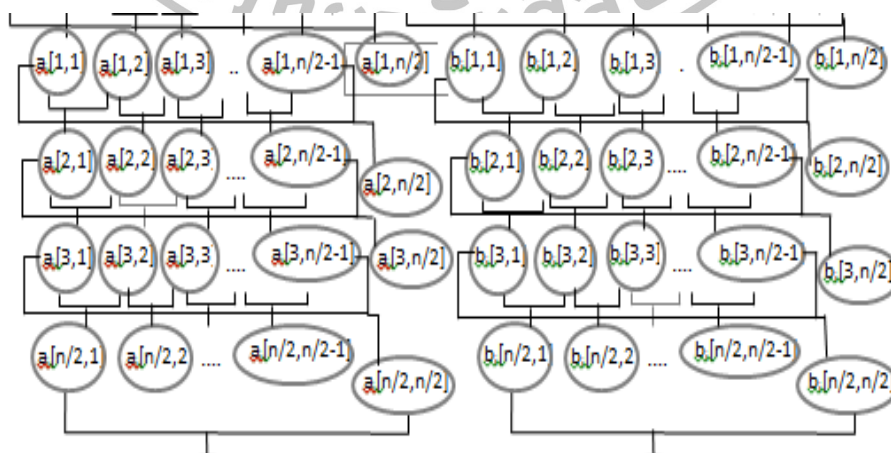 a[1,1] a[1,2] a[1,3] .. a[1,n/2-1] a[1,n/2] b[1,1] b[1,2] b[1,3 . b[1,n/2-1] b[1,n/2]
a[2,1] a[2,2] a[2,3 .... a[2,n/2-1] a[2,n/2] b[2,1] b[2,2] b[2,3 .... b[2,n/2-1] b[2,n/2]
a[3,1] a[3,2] a[3,3] .... a[3,n/2-1] a[3,n/2] b[3,1] b[3,2] b[3,3] .... b[3,n/2-1] b[3,n/2]
a[n/2,1] a[n/2,2 .... a[n/2,n/2-1] a[n/2,n/2] b[n/2,1] b[n/2,2 .... b[n/2,n/2-1] b[n/2,n/2